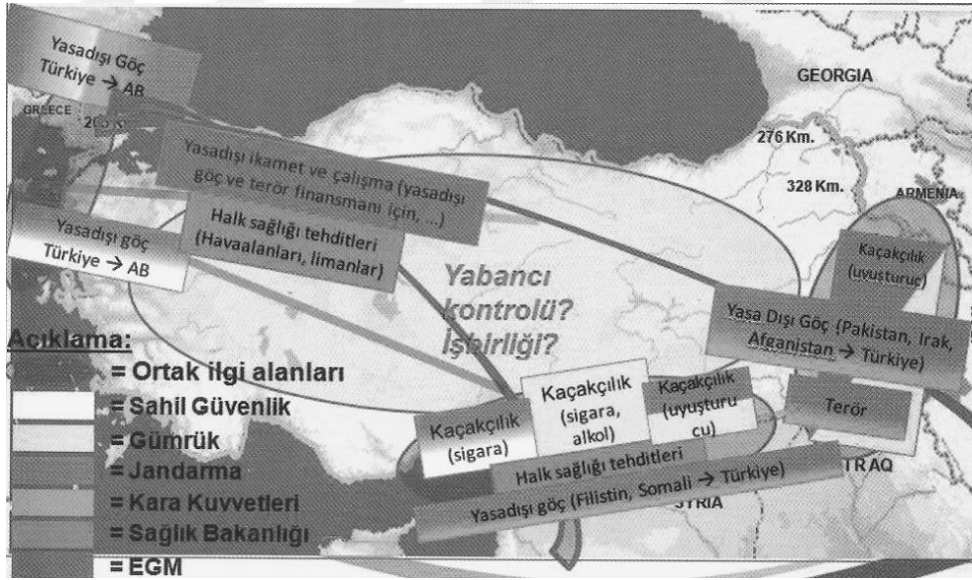 Yasadışı Göç
Türkiye → AB
GREECE
GEORGIA
276 Km.
328 Km.
ARMENIA
Yasadışı ikamet ve çalışma (yasadışı
göç ve terör finansmanı için, ...)
Halk sağlığı tehditleri
(Havaalanları, limanlar)
Yasadışı göç
Türkiye → AB
Kaçakçılık
(uyuşturuc)
Yabancı
kontrolü?
İşbirliği?
Yasa Dışı Göç (Pakistan, Irak,
Afganistan → Türkiye)
Açıklama:
= Ortak ilgi alanları
= Sahil Güvenlik
= Gümrük
= Jandarma
= Kara Kuvvetleri
= Sağlık Bakanlığı
= EGM
Kaçakçılık
(sigara)
Kaçakçılık
(sigara,
alkol)
Kaçakçılık
(uyuşturu
cu)
Terör
Halk sağlığı tehditleri
Yasadışı göç (Filistin, Somali → Türkiye)
IRAQ
SYRIA